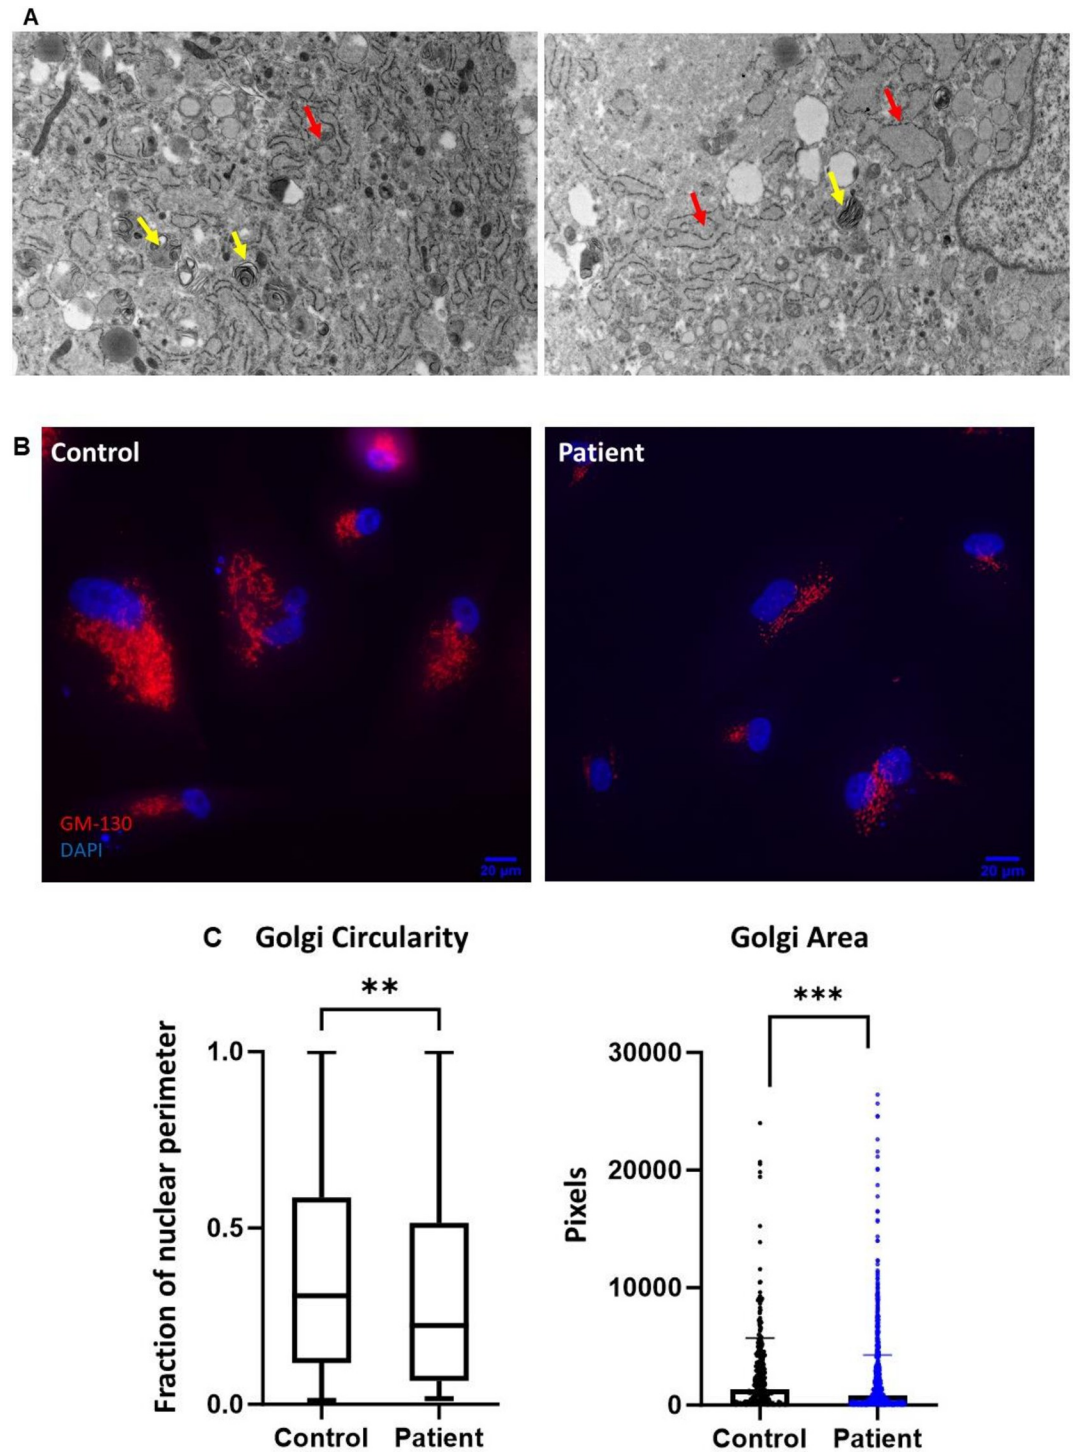 A
B
Control
Patient
GM-130
DAPI
20 µm
20 µm
C
Golgi Circularity
Golgi Area
**
***
Fraction of nuclear perimeter
1.0
0.5
0.0
Control
Patient
Pixels
30000
20000
10000
0
Control
Patient